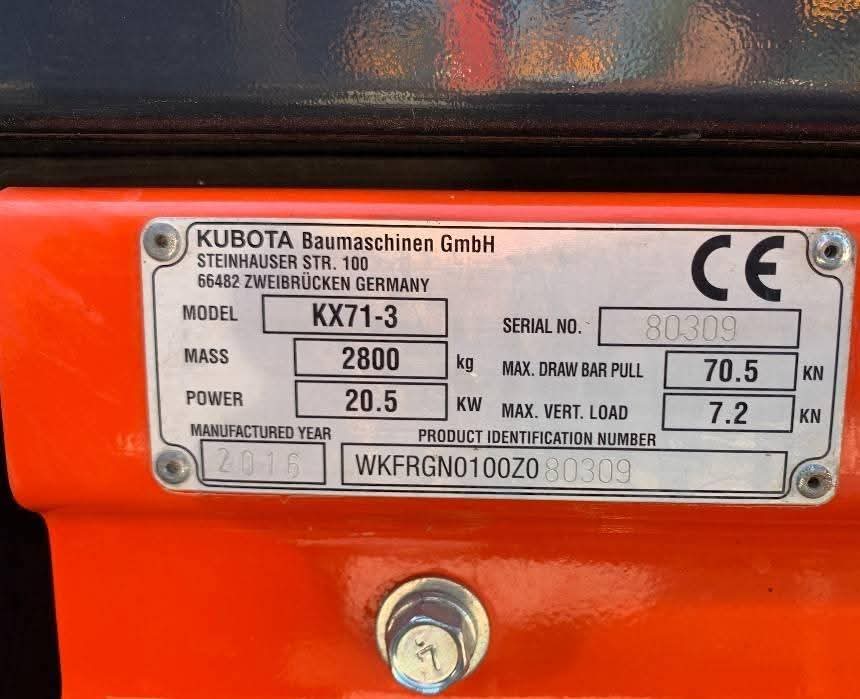 KUBOTA Baumaschinen GmbH
STEINHAUSER STR. 100
66482 ZWEIBRÜCKEN GERMANY
CE
MODEL KX71-3
SERIAL NO. 80309
MASS 2800 kg
MAX. DRAW BAR PULL 70.5 KN
POWER 20.5 KW
MAX. VERT. LOAD 7.2 KN
MANUFACTURED YEAR
PRODUCT IDENTIFICATION NUMBER
2016
WKFRGN0100Z080309